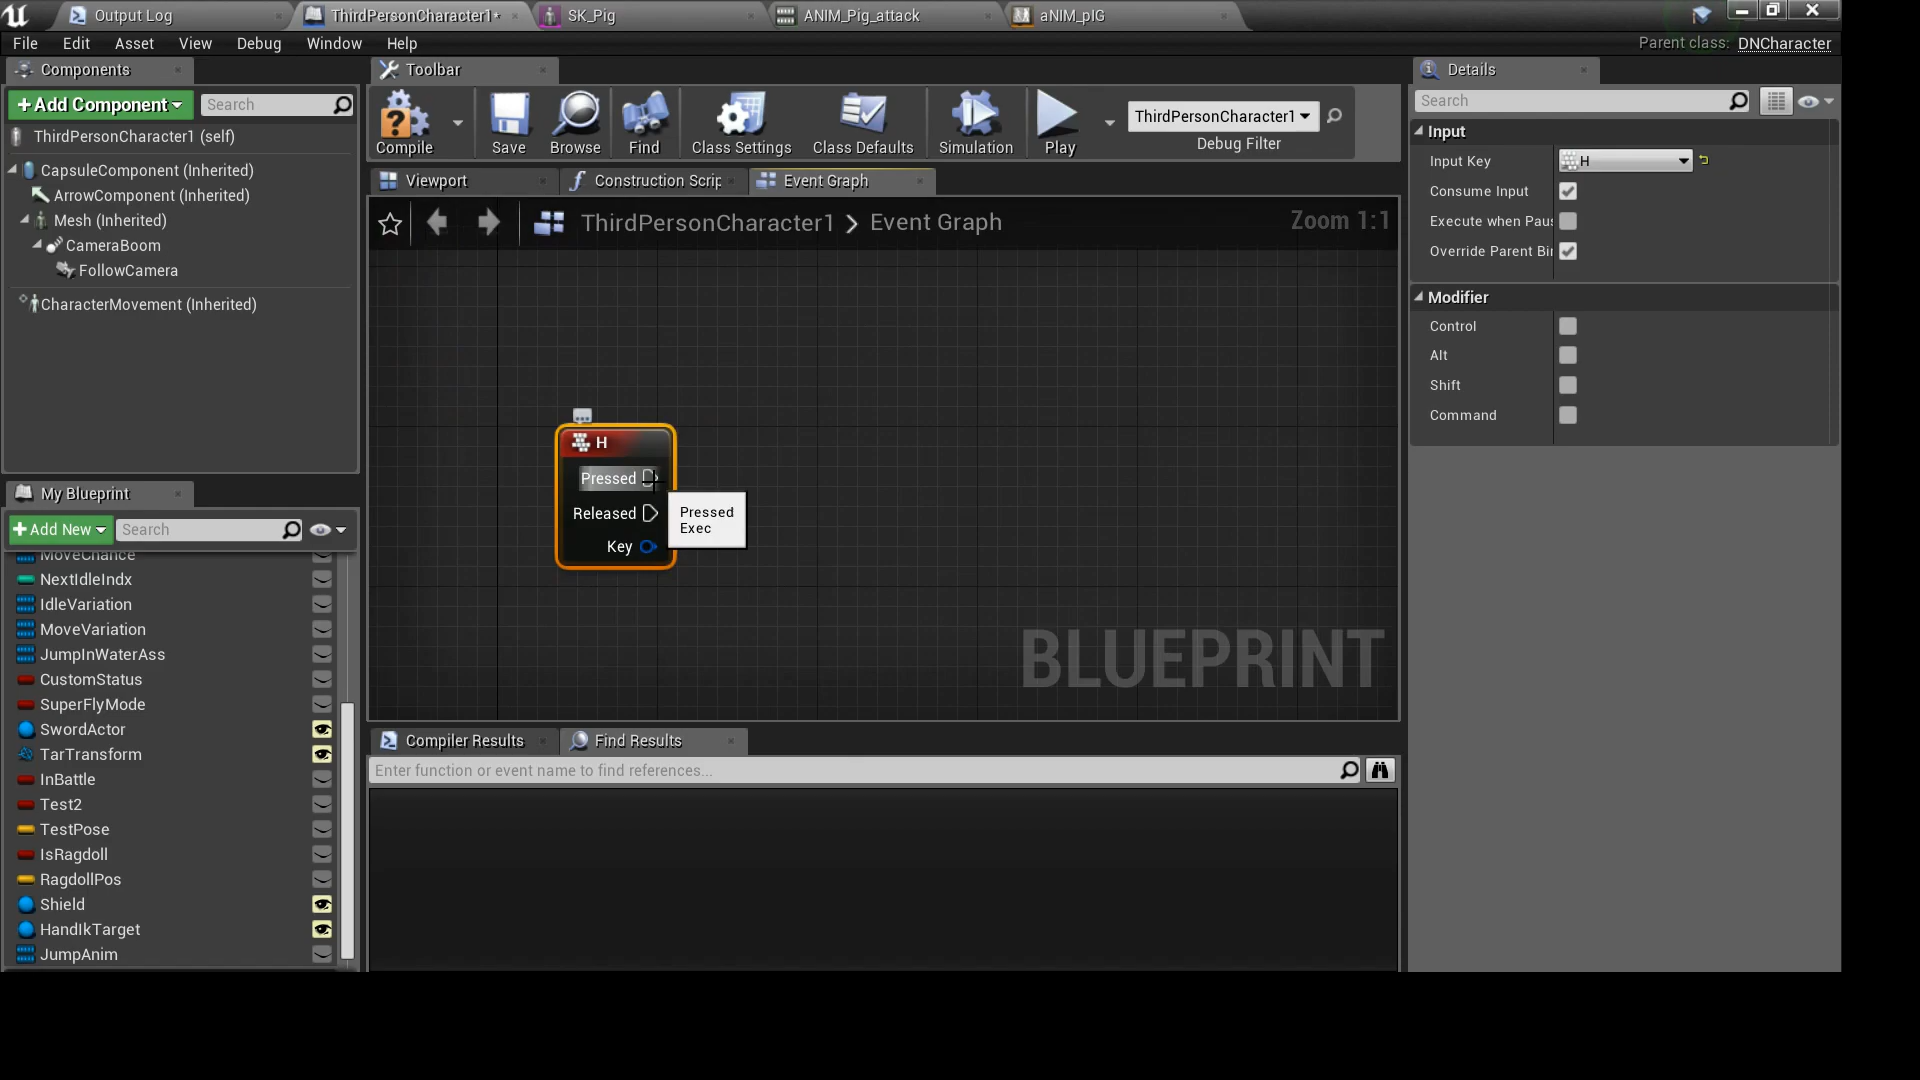 Output Log
ThirdPersonCharacter1*
SK_Pig
ANIM_Pig_attack
aNIM_pIG
File Edit Asset View Debug Window Help
Parent class: DNCharacter
Components
+Add Component
Search
ThirdPersonCharacter1 (self)
CapsuleComponent (Inherited)
ArrowComponent (Inherited)
Mesh (Inherited)
CameraBoom
FollowCamera
CharacterMovement (Inherited)
My Blueprint
+Add New
Search
MoveChance
NextIdleIndx
IdleVariation
MoveVariation
JumpInWaterAss
CustomStatus
SuperFlyMode
SwordActor
TarTransform
InBattle
Test2
TestPose
IsRagdoll
RagdollPos
Shield
HandIkTarget
JumpAnim
Toolbar
Compile
Save
Browse
Find
Class Settings
Class Defaults
Simulation
Play
ThirdPersonCharacter1
Debug Filter
Viewport
Construction Scrip
Event Graph
ThirdPersonCharacter1 > Event Graph
Zoom 1:1
H
Pressed
Released
Key
Pressed
Exec
BLUEPRINT
Compiler Results
Find Results
Enter function or event name to find references...
Details
Search
Input
Input Key
H
Consume Input
Execute when Paus
Override Parent Bin
Modifier
Control
Alt
Shift
Command